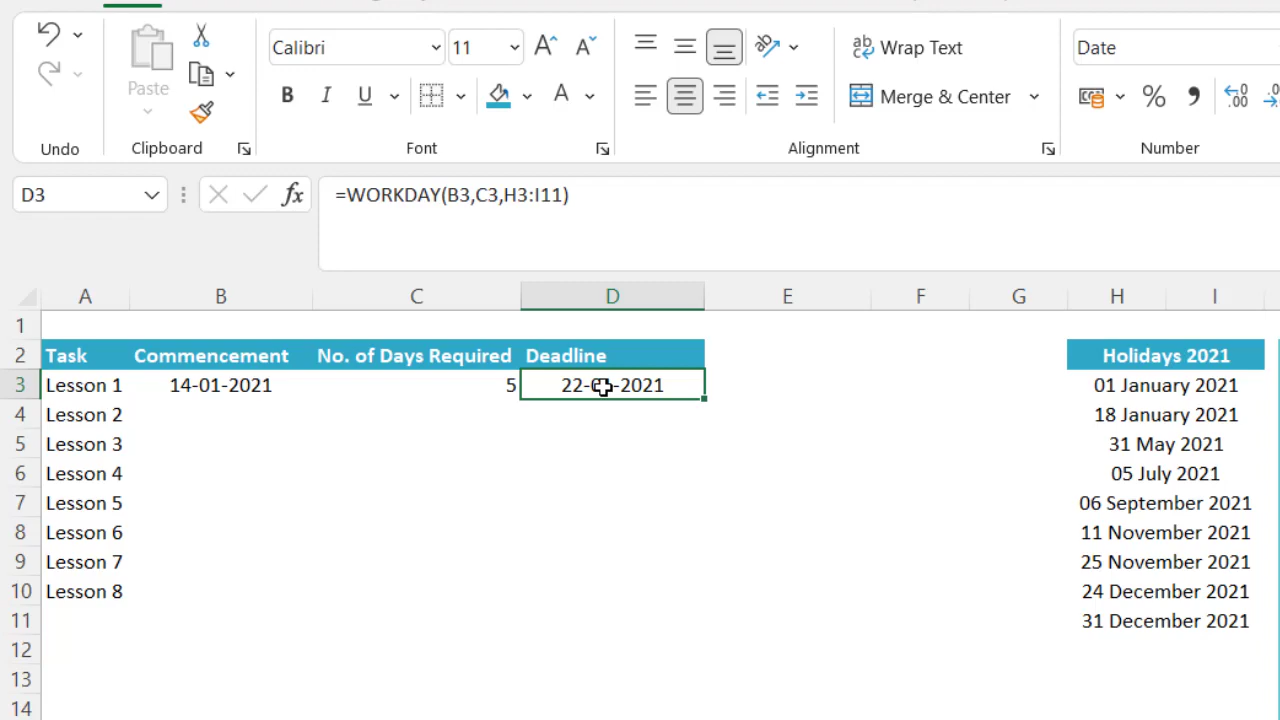 Calibri 11 Wrap Text Date
Paste B I U A Merge & Center % 9 .00
Undo Clipboard Font Alignment Number
D3 fx =WORKDAY(B3,C3,H3:I11)
A B C D E F G H I
1
2 Task Commencement No. of Days Required Deadline Holidays 2021
3 Lesson 1 14-01-2021 5 01 January 2021
4 Lesson 2 18 January 2021
5 Lesson 3 31 May 2021
6 Lesson 4 05 July 2021
7 Lesson 5 06 September 2021
8 Lesson 6 11 November 2021
9 Lesson 7 25 November 2021
10 Lesson 8 24 December 2021
11 31 December 2021
12
13
14